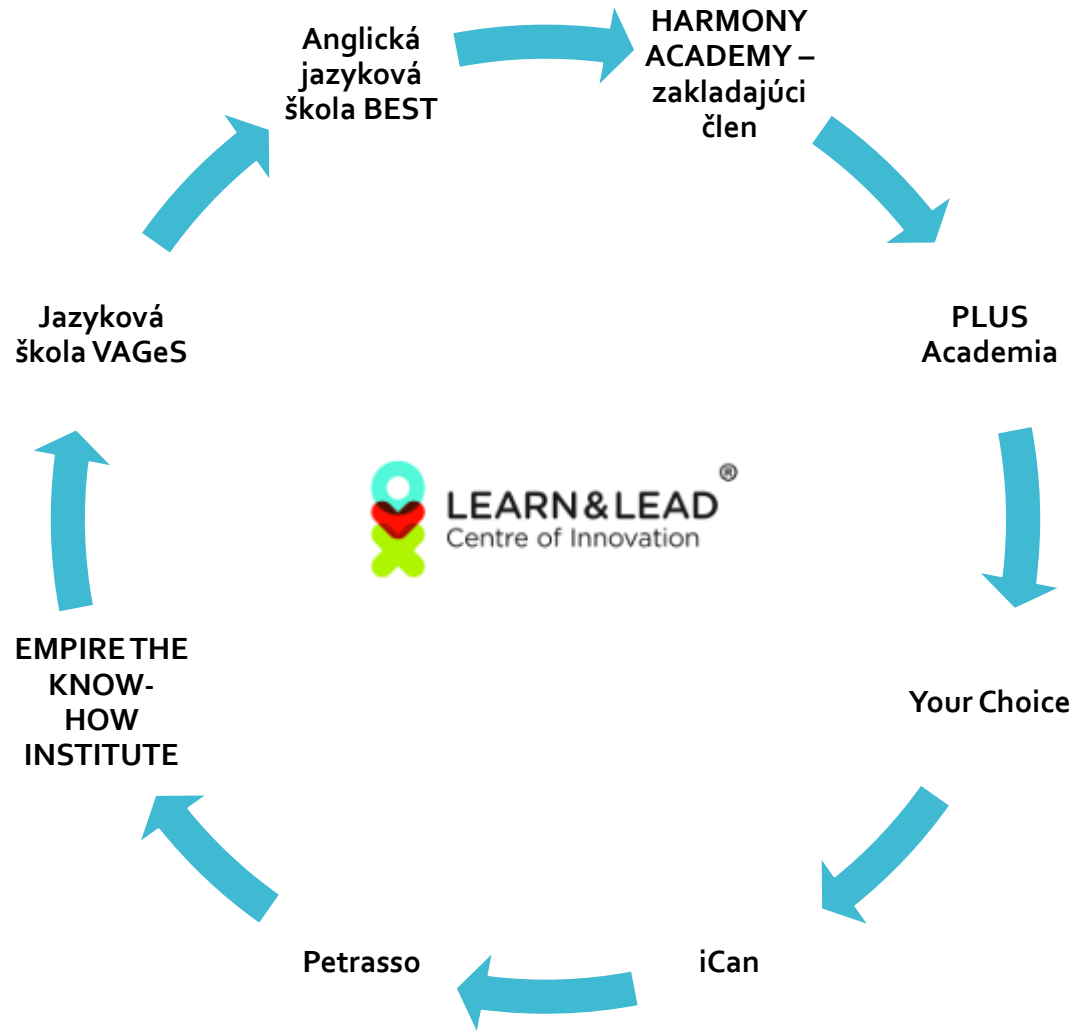 HARMONY
ACADEMY –
zakladajúci
člen
PLUS
Academia
Your Choice
iCan
Petrasso
EMPIRE THE
KNOW-
HOW
INSTITUTE
Jazyková
škola VAGeS
Anglická
jazyková
škola BEST
LEARN&LEAD®
Centre of Innovation